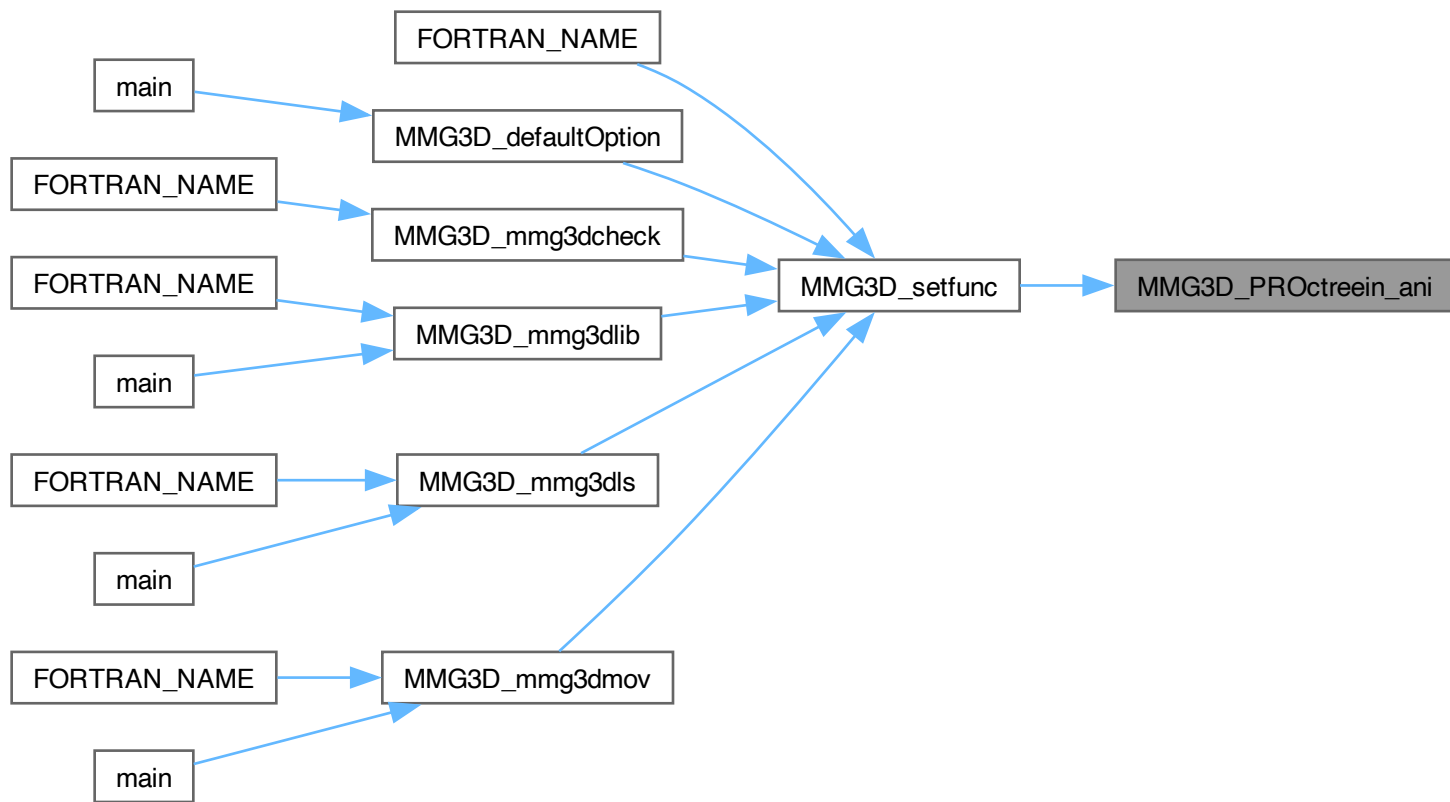 FORTRAN_NAME
main
MMG3D_defaultOption
FORTRAN_NAME
MMG3D_mmg3dcheck
FORTRAN_NAME
MMG3D_setfunc
MMG3D_PROctreein_ani
MMG3D_mmg3dlib
main
FORTRAN_NAME
MMG3D_mmg3dls
main
FORTRAN_NAME
MMG3D_mmg3dmov
main